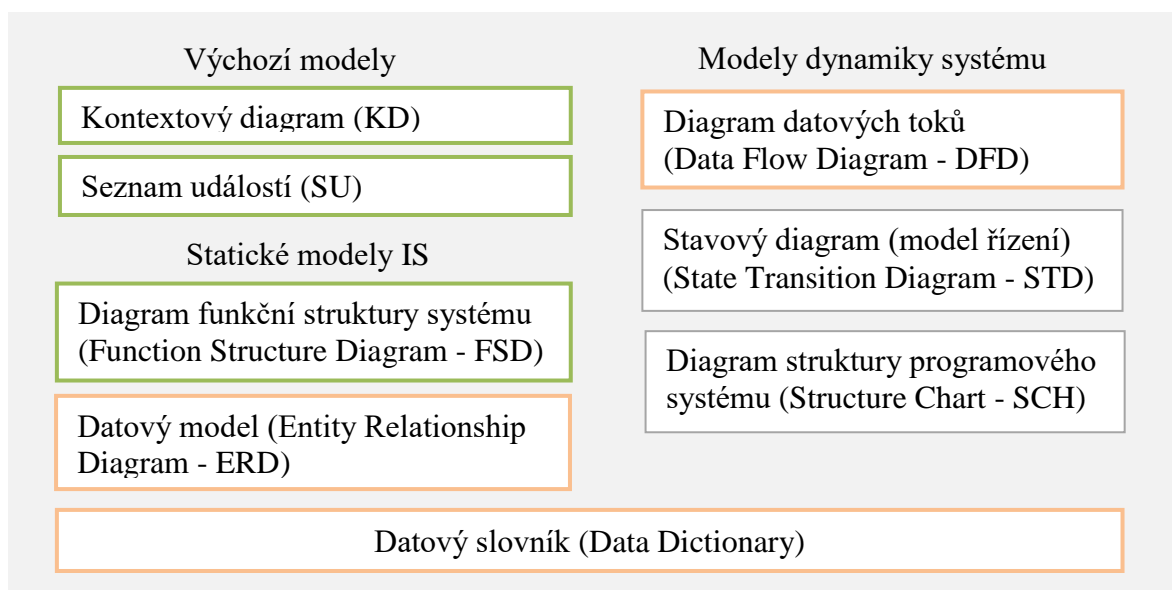 Výchozí modely
Kontextový diagram (KD)
Seznam událostí (SU)
Statické modely IS
Diagram funkční struktury systému
(Function Structure Diagram - FSD)
Datový model (Entity Relationship
Diagram - ERD)
Modely dynamiky systému
Diagram datových toků
(Data Flow Diagram - DFD)
Stavový diagram (model řízení)
(State Transition Diagram - STD)
Diagram struktury programového
systému (Structure Chart - SCH)
Datový slovník (Data Dictionary)